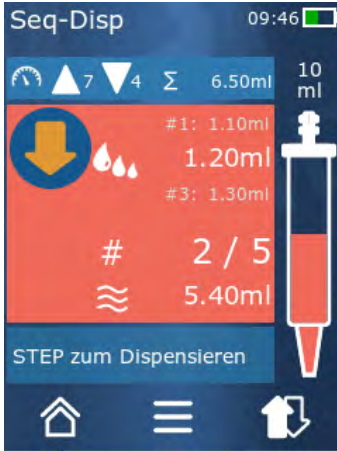 Seq-Disp 09:46
7 4 Σ 6.50ml
10 ml
#1: 1.10ml
1.20ml
#3: 1.30ml
# 2 / 5
5.40ml
STEP zum Dispensieren